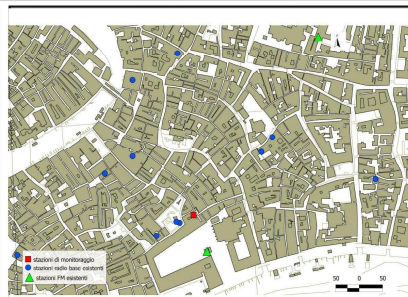 stazioni di monitoraggio
stazioni radio base esistenti
stazioni FM esistenti
50 0 50